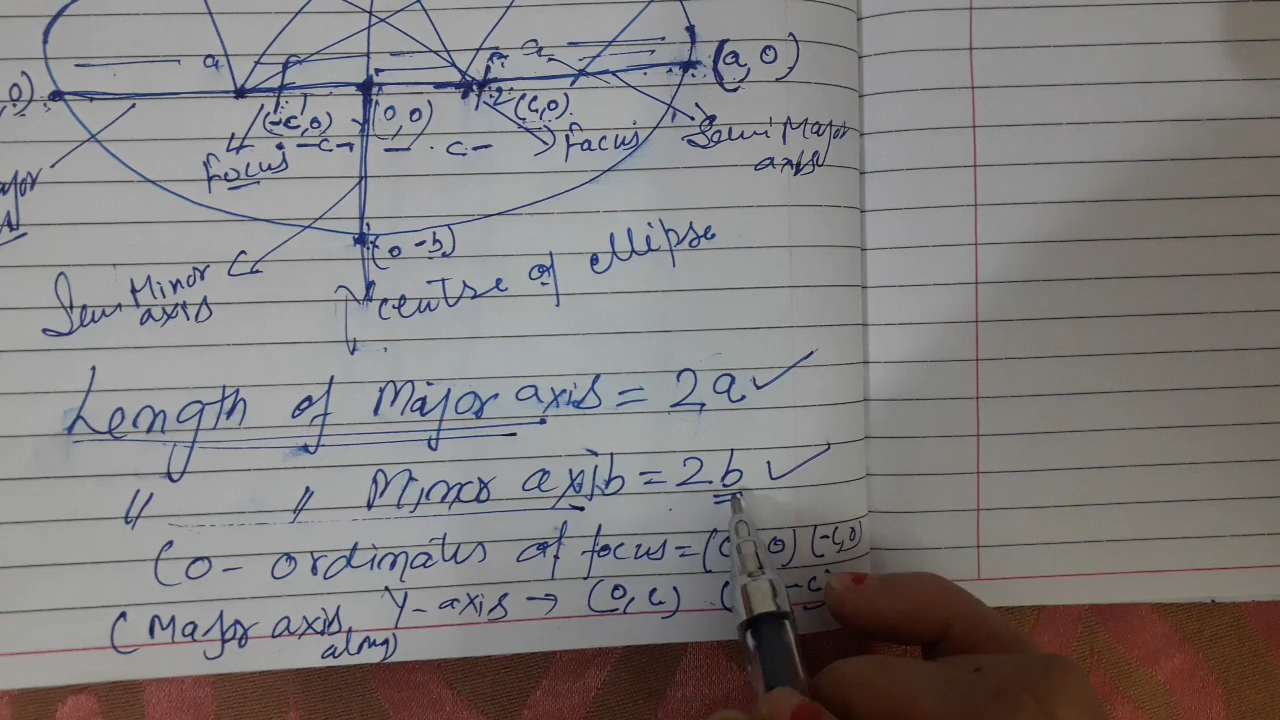 a a (a,0)
0) (-c,0) (0,0) (c,0)
Focus -c- - c- Focus Semi Major
axis
(0 -b)
Semi Minor
axis
centre of ellipse
Length of Major axis = 2a ✓
" " Minor axis = 2b ✓
Co-ordinates of focus = (c 0) (-c,0)
(Major axis, Y-axis → (0,c) ( -c)
along